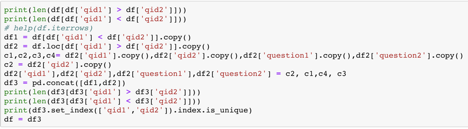 print(len(df[df['qid1'] > df['qid2']]))
print(len(df[df['qid1'] < df['qid2']]))
# help(df.iterrows)
df1 = df[df['qid1'] < df['qid2']].copy()
df2 = df.loc[df['qid1'] > df['qid2']].copy()
c1,c2,c3,c4= df2['qid1'].copy(),df2['qid2'].copy(),df2['question1'].copy(),df2['question2'].copy()
c2 = df2['qid2'].copy()
df2['qid1'],df2['qid2'],df2['question1'],df2['question2'] = c2, c1,c4, c3
df3 = pd.concat([df1,df2])
print(len(df3[df3['qid1'] > df3['qid2']]))
print(len(df3[df3['qid1'] < df3['qid2']]))
print(df3.set_index(['qid1','qid2']).index.is_unique)
df = df3